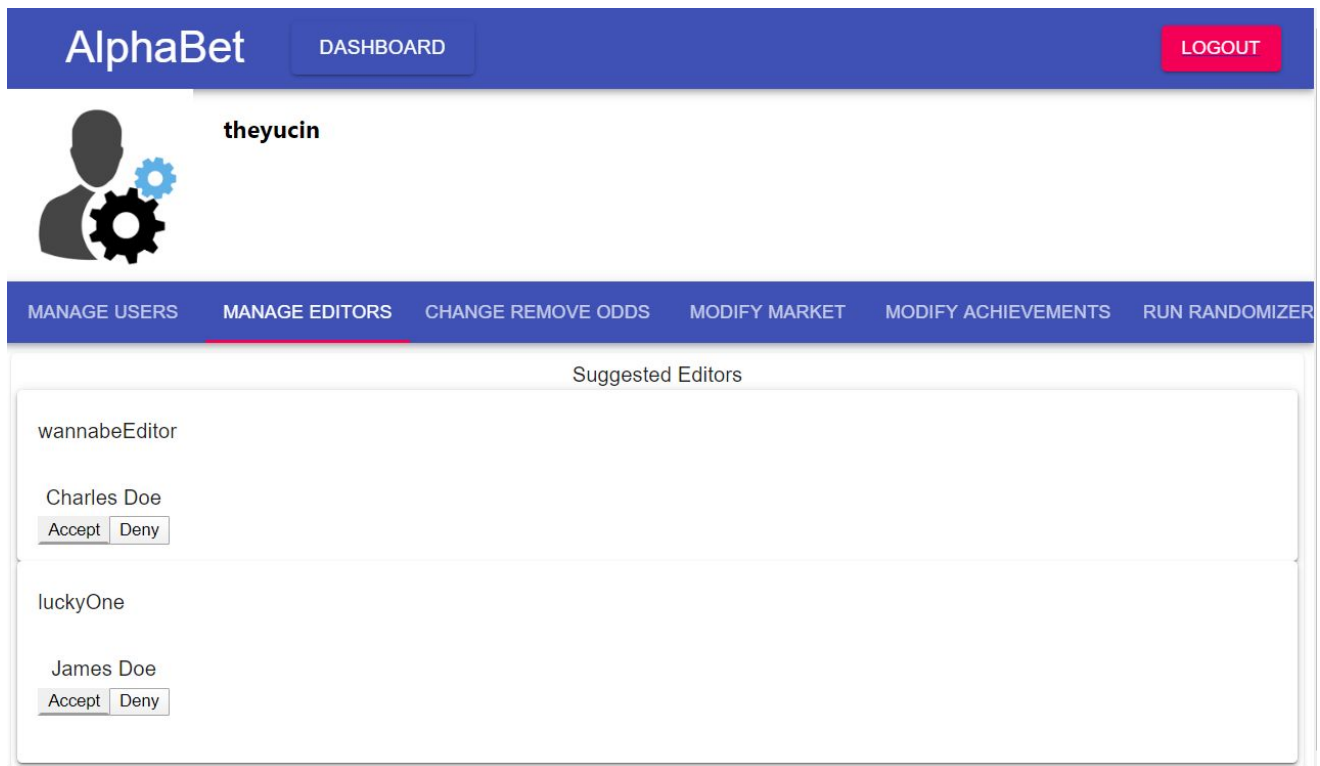 AlphaBet DASHBOARD LOGOUT
theyucin
MANAGE USERS MANAGE EDITORS CHANGE REMOVE ODDS MODIFY MARKET MODIFY ACHIEVEMENTS RUN RANDOMIZER
Suggested Editors
wannabeEditor
Charles Doe
Accept Deny
luckyOne
James Doe
Accept Deny